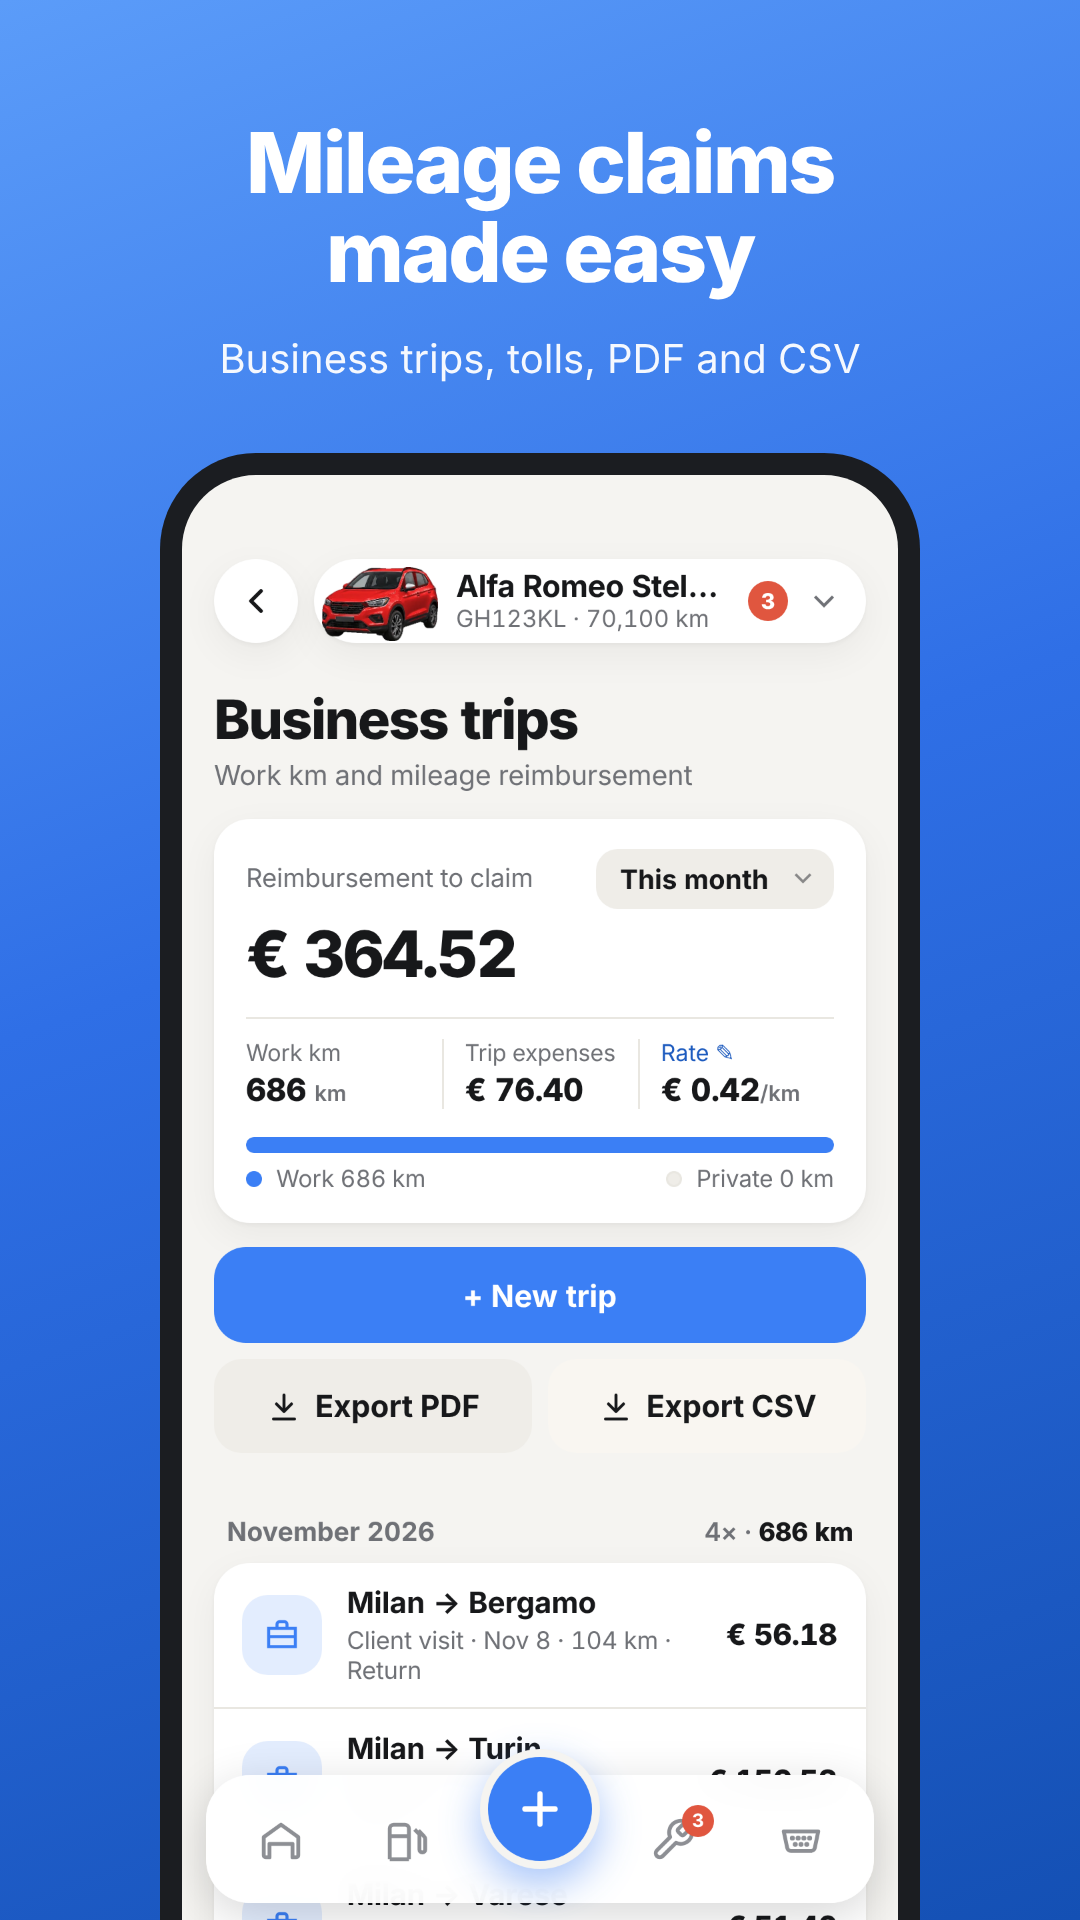 Mileage claims
made easy
Business trips, tolls, PDF and CSV
Alfa Romeo Stel...
GH123KL · 70,100 km
3
Business trips
Work km and mileage reimbursement
Reimbursement to claim
This month
€ 364.52
Work km
Trip expenses
Rate ✎
686 km
€ 76.40
€ 0.42/km
Work 686 km
Private 0 km
+ New trip
Export PDF
Export CSV
November 2026
4× · 686 km
Milan → Bergamo
Client visit · Nov 8 · 104 km ·
Return
€ 56.18
Milan → Turin
3
Milan → Varese